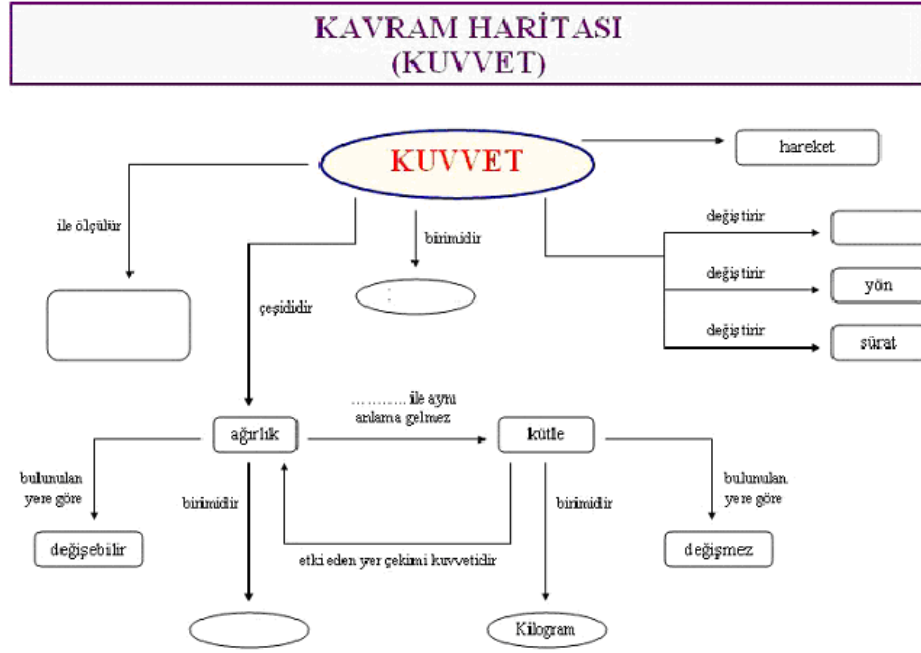 KAVRAM HARİTASI
(KUVVET)
KUVVET
hareket
ile ölçülür
birimidir
değiştirir
değiştirir
yön
değiştirir
sürat
çeşididir
………… ile aynı
anlama gelmez
ağırlık
kütle
bulunulan
yere göre
birimidir
birimidir
bulunulan
yere göre
değişebilir
etki eden yer çekimi kuvvetidir
değişmez
Kilogram